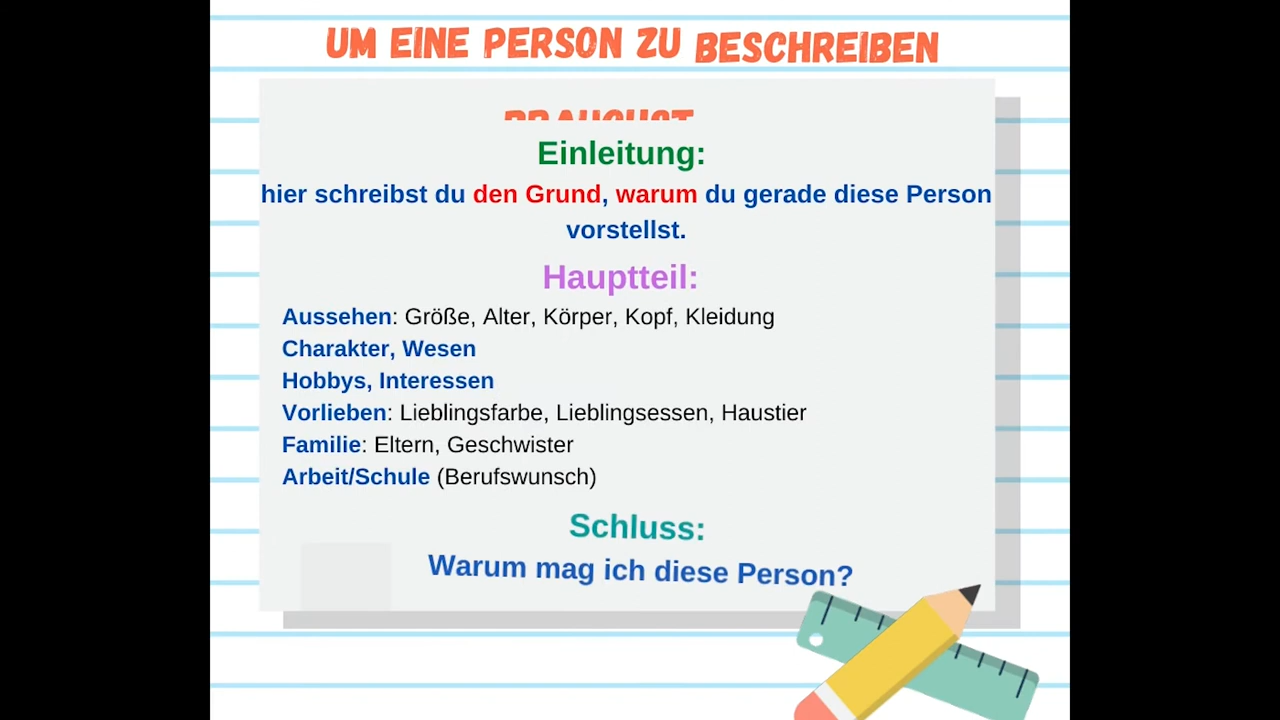 UM EINE PERSON ZU BESCHREIBEN
Einleitung:
hier schreibst du den Grund, warum du gerade diese Person
vorstellst.
Hauptteil:
Aussehen: Größe, Alter, Körper, Kopf, Kleidung
Charakter, Wesen
Hobbys, Interessen
Vorlieben: Lieblingsfarbe, Lieblingsessen, Haustier
Familie: Eltern, Geschwister
Arbeit/Schule (Berufswunsch)
Schluss:
Warum mag ich diese Person?